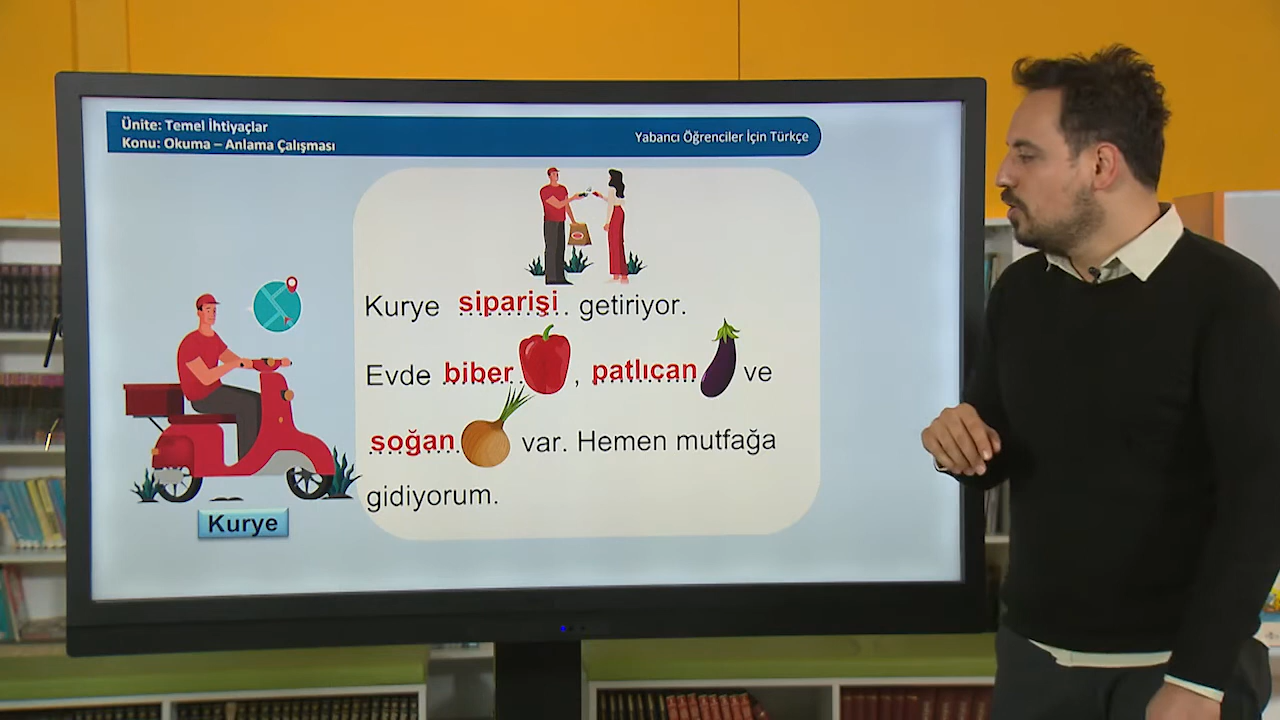 Ünite: Temel İhtiyaçlar
Konu: Okuma – Anlama Çalışması
Yabancı Öğrenciler İçin Türkçe
Kurye siparişi getiriyor.
Evde biber, patlıcan ve
soğan var. Hemen mutfağa
gidiyorum.
Kurye